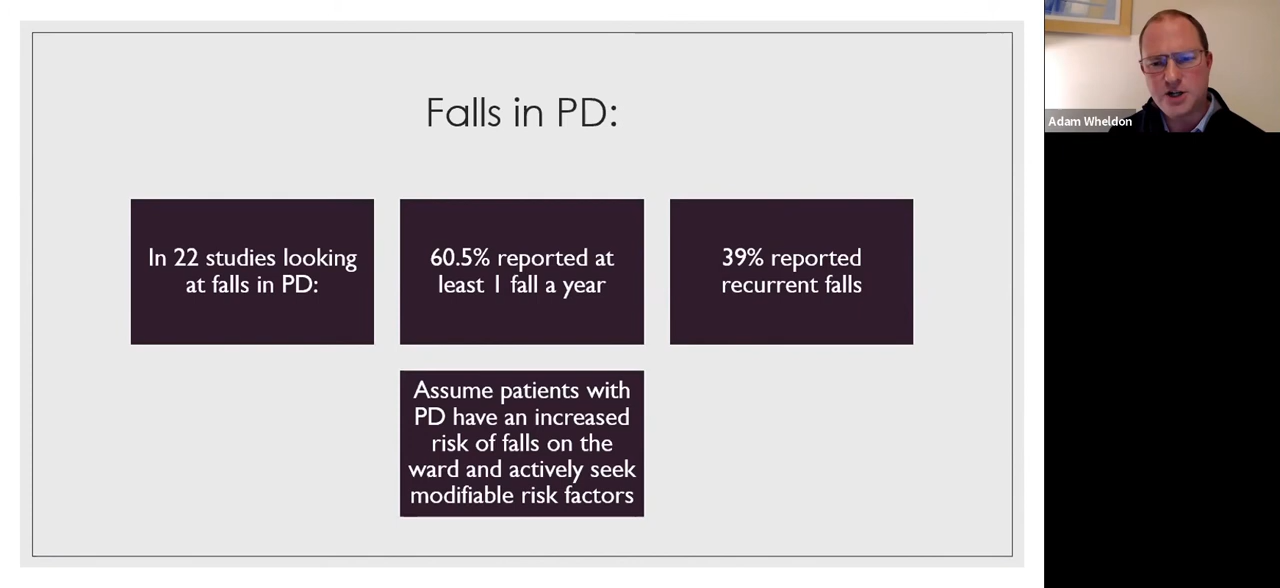 Falls in PD:
In 22 studies looking
at falls in PD:
60.5% reported at
least 1 fall a year
39% reported
recurrent falls
Assume patients with
PD have an increased
risk of falls on the
ward and actively seek
modifiable risk factors
Adam Wheldon